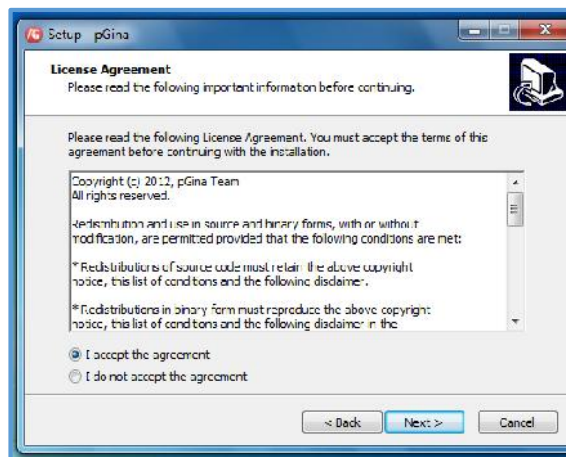 Setup - pGina
License Agreement
Please read the following important information before continuing.
Please read the following License Agreement. You must accept the terms of this
agreement before continuing with the installation.
Copyright (c) 2012, pGina Team
All rights reserved.
Redistribution and use in source and binary forms, with or without
modification, are permitted provided that the following conditions are met:
* Redistributions of source code must retain the above copyright
notice, this list of conditions and the following disclaimer.
* Redistributions in binary form must reproduce the above copyright
notice, this list of conditions and the following disclaimer in the
I accept the agreement
I do not accept the agreement
< Back
Next >
Cancel